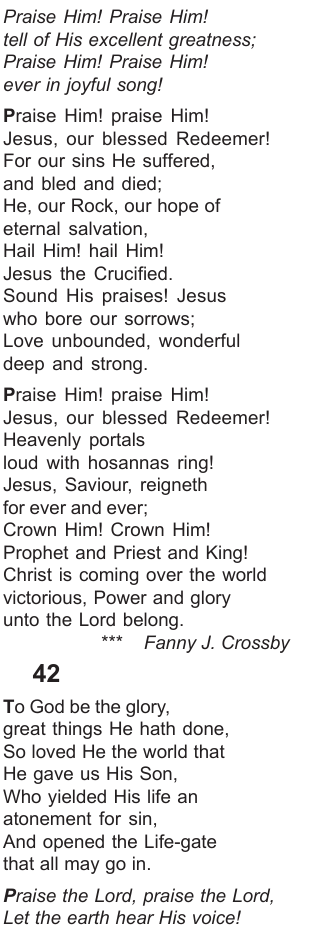 Praise Him! Praise Him!
tell of His excellent greatness;
Praise Him! Praise Him!
ever in joyful song!
Praise Him! praise Him!
Jesus, our blessed Redeemer!
For our sins He suffered,
and bled and died;
He, our Rock, our hope of
eternal salvation,
Hail Him! hail Him!
Jesus the Crucified.
Sound His praises! Jesus
who bore our sorrows;
Love unbounded, wonderful
deep and strong.
Praise Him! praise Him!
Jesus, our blessed Redeemer!
Heavenly portals
loud with hosannas ring!
Jesus, Saviour, reigneth
for ever and ever;
Crown Him! Crown Him!
Prophet and Priest and King!
Christ is coming over the world
victorious, Power and glory
unto the Lord belong.
*** Fanny J. Crossby
42
To God be the glory,
great things He hath done,
So loved He the world that
He gave us His Son,
Who yielded His life an
atonement for sin,
And opened the Life-gate
that all may go in.
Praise the Lord, praise the Lord,
Let the earth hear His voice!